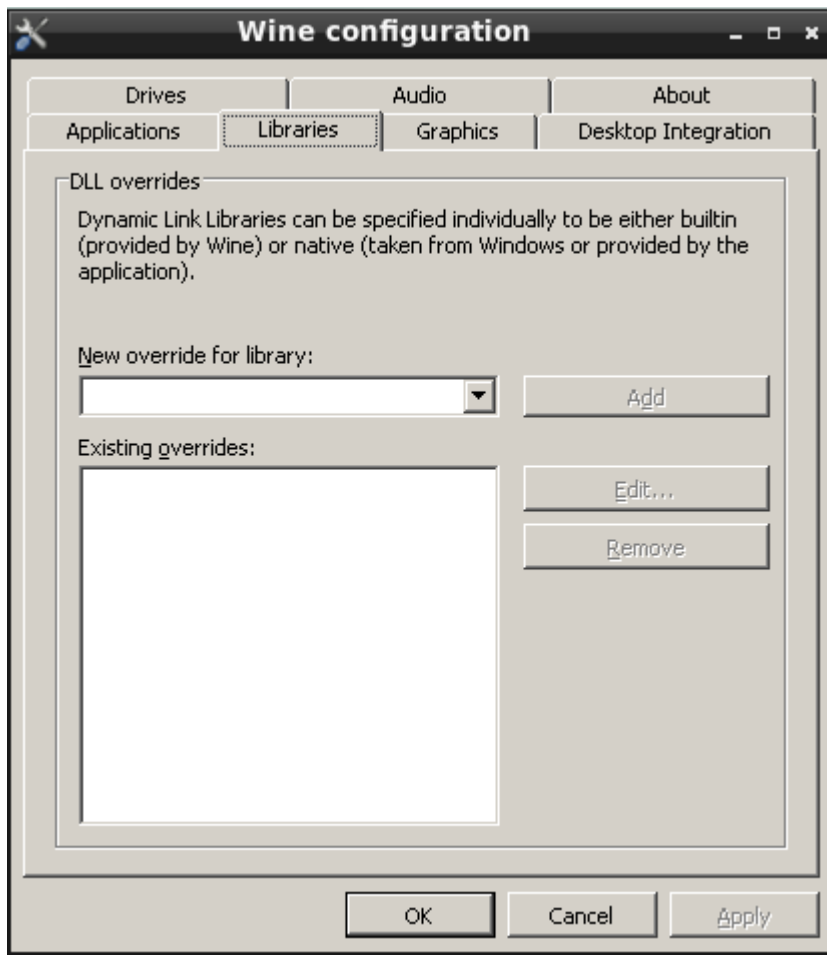 Wine configuration
Drives Audio About
Applications Libraries Graphics Desktop Integration
DLL overrides
Dynamic Link Libraries can be specified individually to be either builtin
(provided by Wine) or native (taken from Windows or provided by the
application).
New override for library:
Add
Existing overrides:
Edit...
Remove
OK Cancel Apply